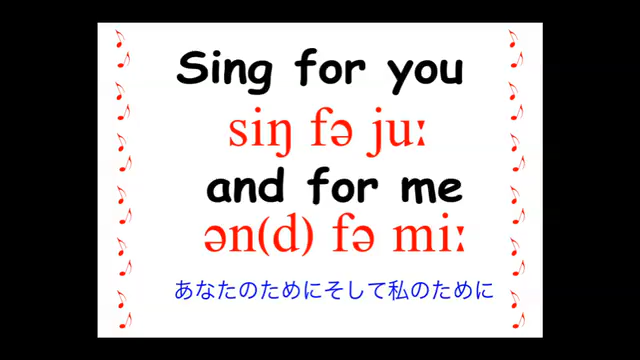 Sing for you
siŋ fə juː
and for me
ən(d) fə miː
あなたのためにそして私のために